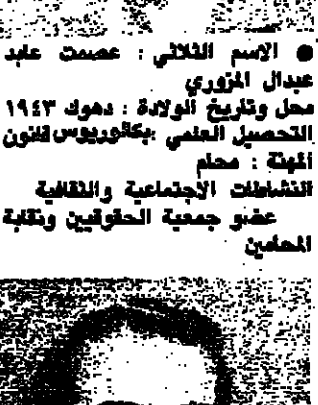 ● الاسم الثلاثي : عصمت عابد
عبدال المزوري
محل وتاريخ الولادة : دهوك ١٩٤٣
التحصيل العلمي : بكالوريوس قانون
المهنة : محام
النشاطات الاجتماعية والثقافية
عضو جمعية الحقوقيين ونقابة
المحامين